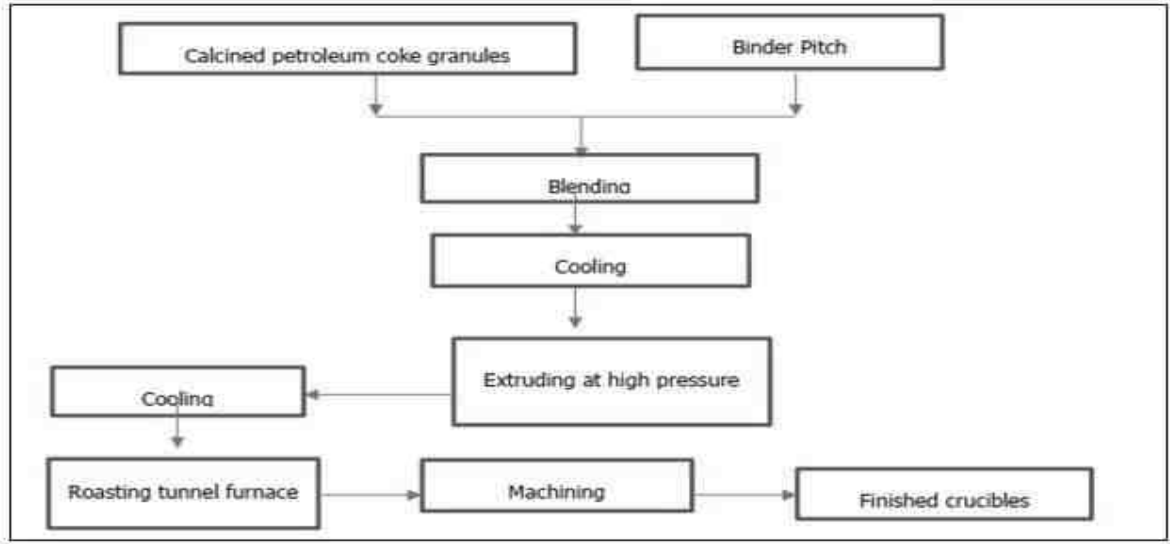 Calcined petroleum coke granules
Binder Pitch
Blending
Cooling
Extruding at high pressure
Cooling
Roasting tunnel furnace
Machining
Finished crucibles